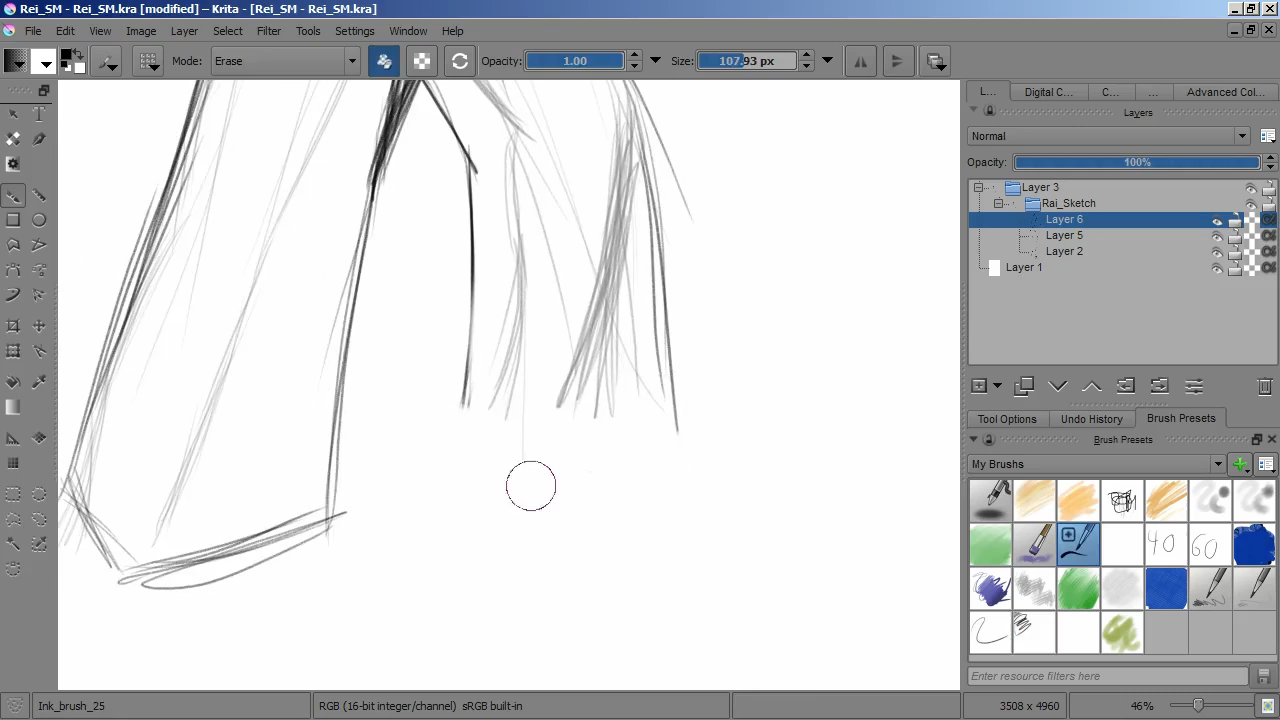 Rei_SM - Rei_SM.kra [modified] – Krita - [Rei_SM - Rei_SM.kra]
File Edit View Image Layer Select Filter Tools Settings Window Help
Mode: Erase Opacity: 1.00 Size: 107.93 px
L... Digital C... C... ... Advanced Col...
Layers
Normal
Opacity: 100%
Layer 3
Rai_Sketch
Layer 6
Layer 5
Layer 2
Layer 1
Tool Options Undo History Brush Presets
Brush Presets
My Brushes
40 60
Enter resource filters here
Ink_brush_25 RGB (16-bit integer/channel) sRGB built-in 3508 x 4960 46%